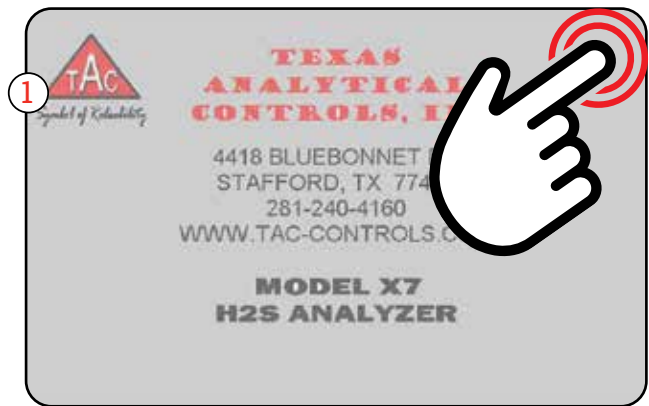 1
TAC
Symbol of Reliability
TEXAS
ANALYTICAL
CONTROLS,
4418 BLUEBONNET
STAFFORD, TX
281-240-4160
WWW.TAC-CONTROLS.
MODEL X7
H2S ANALYZER